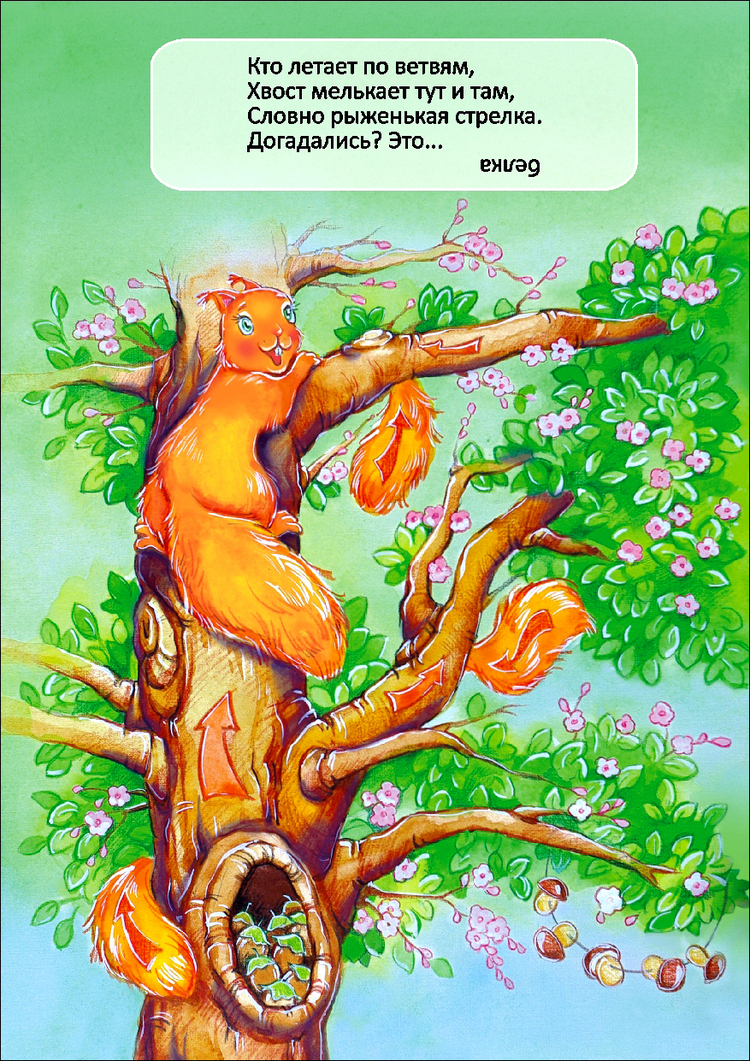 Кто летает по ветвям,
Хвост мелькает тут и там,
Словно рыженькая стрелка.
Догадались? Это...
белка